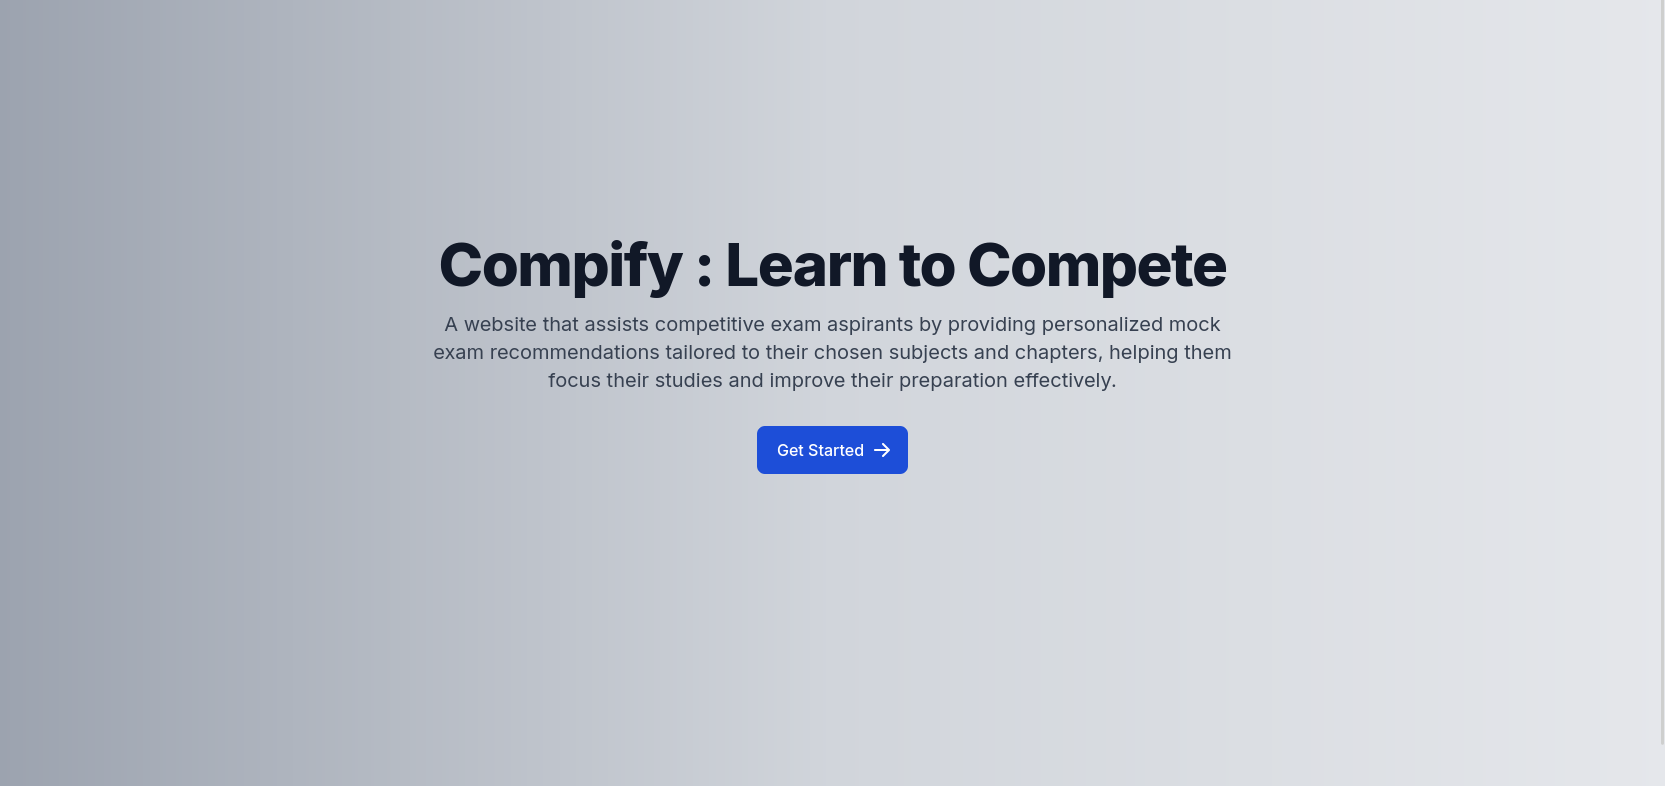 Compify : Learn to Compete
A website that assists competitive exam aspirants by providing personalized mock
exam recommendations tailored to their chosen subjects and chapters, helping them
focus their studies and improve their preparation effectively.
Get Started